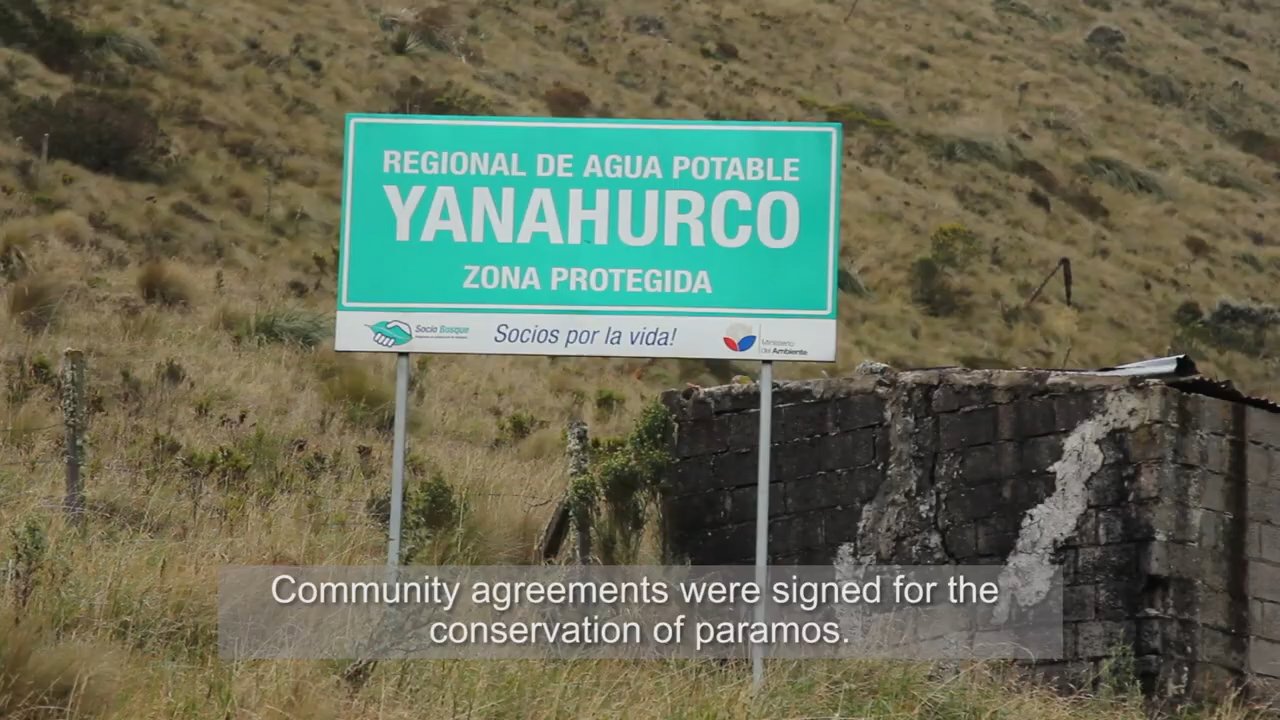 REGIONAL DE AGUA POTABLE
YANAHURCO
ZONA PROTEGIDA
Socio Bosque
Socios por la vida!
Ministerio
del Ambiente
Community agreements were signed for the
conservation of paramos.